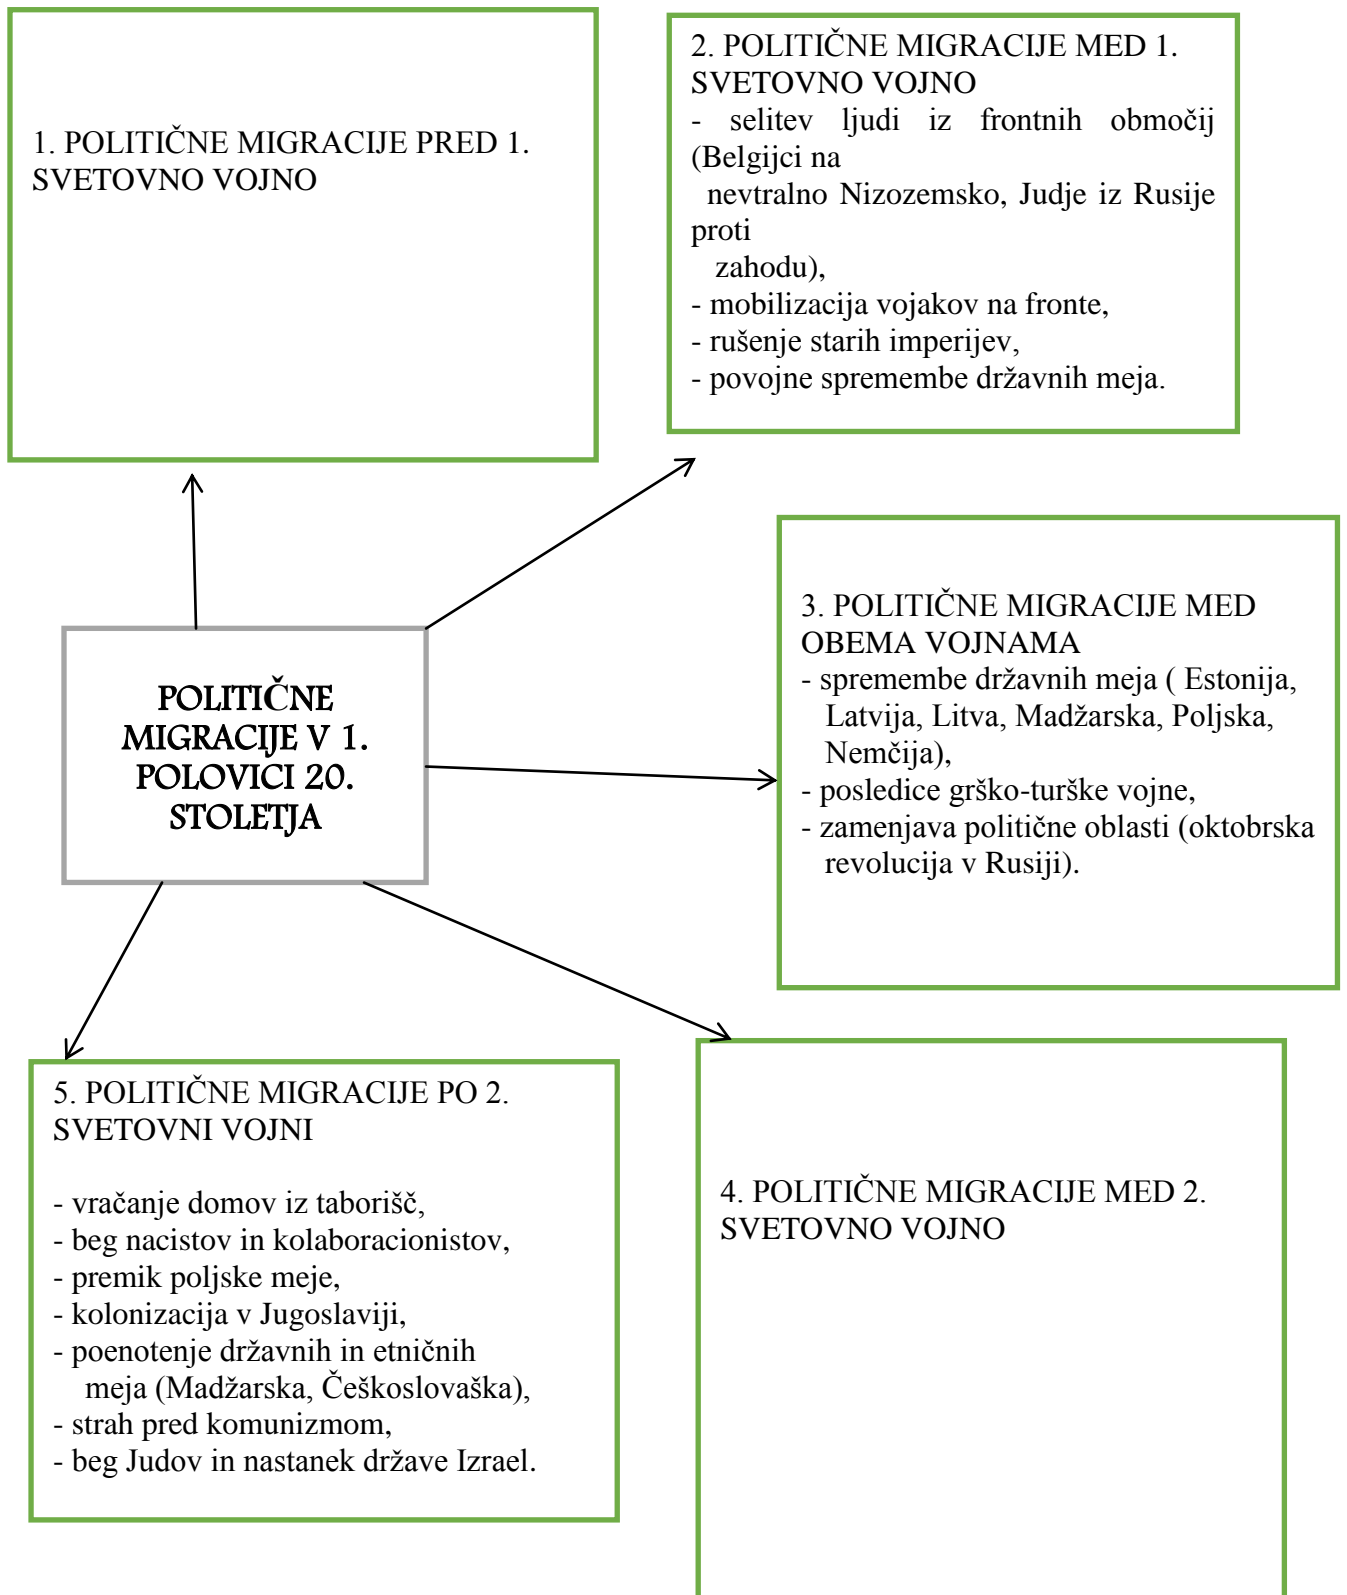 1. POLITIČNE MIGRACIJE PRED 1.
SVETOVNO VOJNO
2. POLITIČNE MIGRACIJE MED 1.
SVETOVNO VOJNO
- selitev ljudi iz frontnih območij
(Belgijci na
nevtralno Nizozemsko, Judje iz Rusije
proti
zahodu),
- mobilizacija vojakov na fronte,
- rušenje starih imperijev,
- povojne spremembe državnih meja.
3. POLITIČNE MIGRACIJE MED
OBEMA VOJNAMA
- spremembe državnih meja ( Estonija,
Latvija, Litva, Madžarska, Poljska,
Nemčija),
- posledice grško-turške vojne,
- zamenjava politične oblasti (oktobrska
revolucija v Rusiji).
POLITIČNE
MIGRACIJE V 1.
POLOVICI 20.
STOLETJA
5. POLITIČNE MIGRACIJE PO 2.
SVETOVNI VOJNI
- vračanje domov iz taborišč,
- beg nacistov in kolaboracionistov,
- premik poljske meje,
- kolonizacija v Jugoslaviji,
- poenotenje državnih in etničnih
meja (Madžarska, Češkoslovaška),
- strah pred komunizmom,
- beg Judov in nastanek države Izrael.
4. POLITIČNE MIGRACIJE MED 2.
SVETOVNO VOJNO